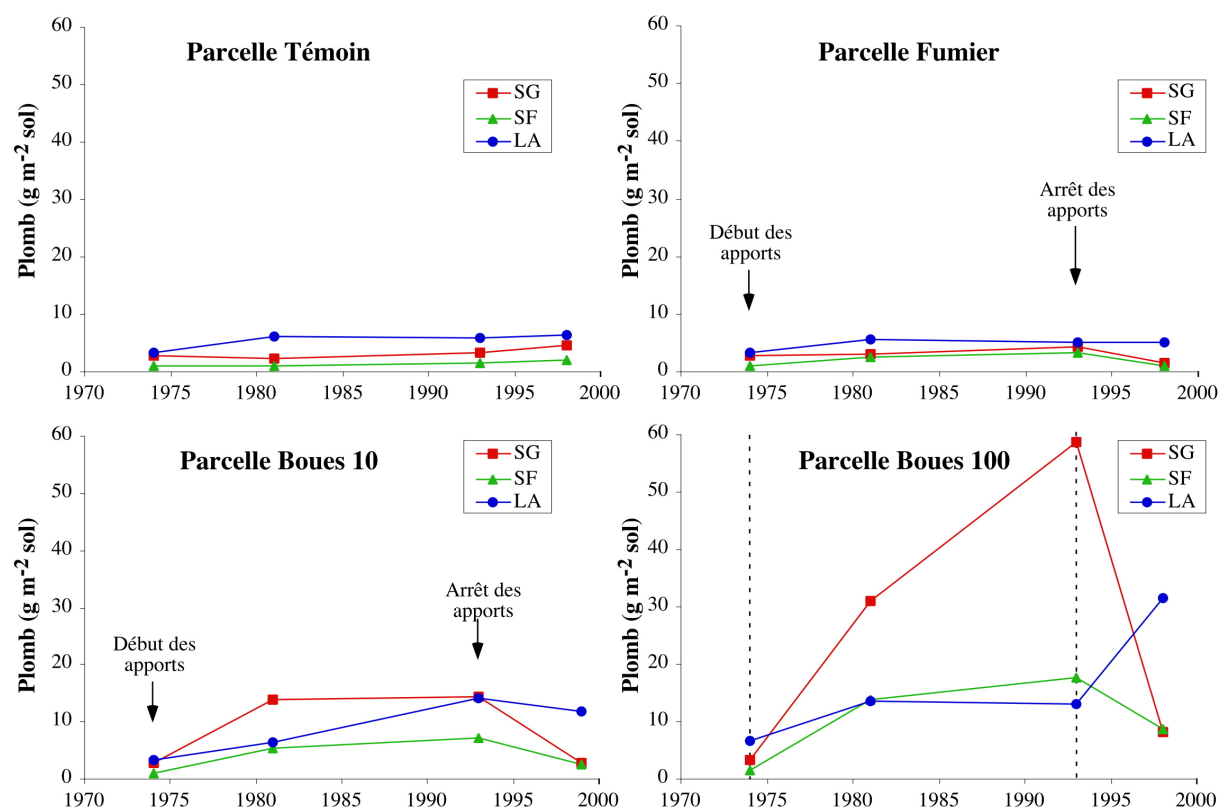 Parcelle Témoin
SG
SF
LA
Plomb (g m-2 sol)
60
50
40
30
20
10
0
1970 1975 1980 1985 1990 1995 2000
Parcelle Fumier
SG
SF
LA
Arrêt des
apports
Début des
apports
Plomb (g m-2 sol)
60
50
40
30
20
10
0
1970 1975 1980 1985 1990 1995 2000
Parcelle Boues 10
SG
SF
LA
Arrêt des
apports
Début des
apports
Plomb (g m-2 sol)
60
50
40
30
20
10
0
1970 1975 1980 1985 1990 1995 2000
Parcelle Boues 100
SG
SF
LA
Plomb (g m-2 sol)
60
50
40
30
20
10
0
1970 1975 1980 1985 1990 1995 2000